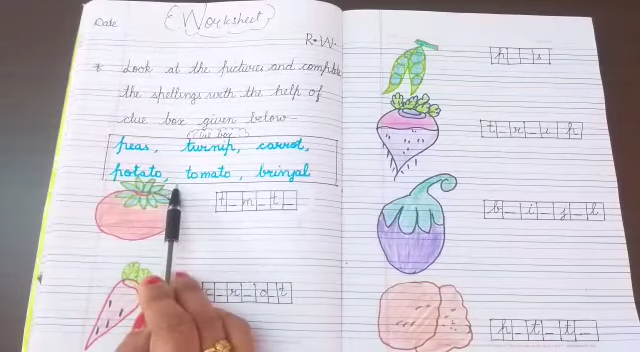 Date
Worksheet
R.W.
* Look at the pictures and complete
the spellings with the help of
clue box given below-
clue box
peas, turnip, carrot,
potato, tomato, brinjal
t _ m _ t _
c _ r _ o t
p _ _ s
t _ r _ i p
b _ i _ j _ l
p _ t _ t _